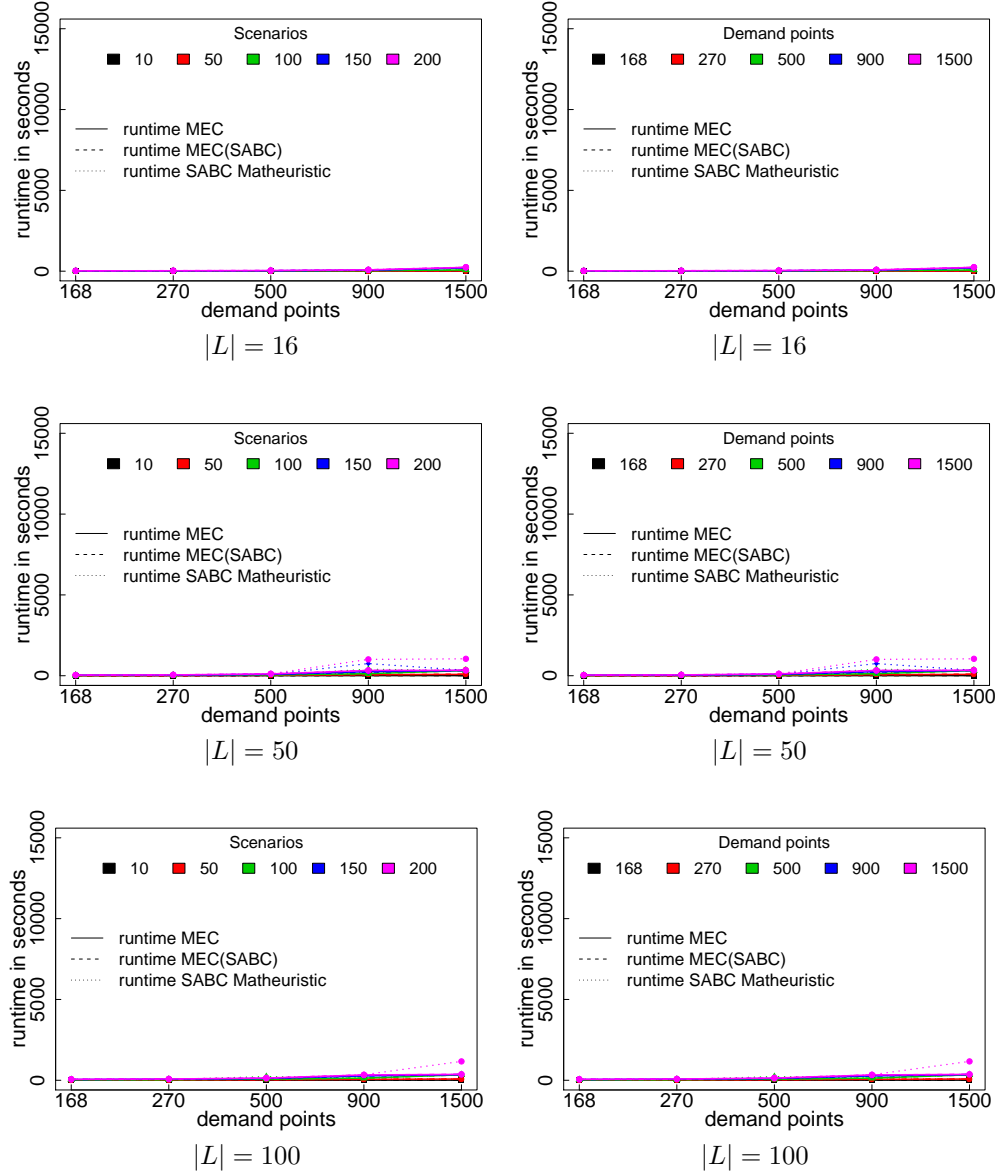 Scenarios
10 50 100 150 200
runtime MEC
runtime MEC(SABC)
runtime SABC Matheuristic
runtime in seconds
0 5000 10000 15000
168 270 500 900 1500
demand points
|L| = 16
Demand points
168 270 500 900 1500
runtime MEC
runtime MEC(SABC)
runtime SABC Matheuristic
runtime in seconds
0 5000 10000 15000
168 270 500 900 1500
demand points
|L| = 16
Scenarios
10 50 100 150 200
runtime MEC
runtime MEC(SABC)
runtime SABC Matheuristic
runtime in seconds
0 5000 10000 15000
168 270 500 900 1500
demand points
|L| = 50
Demand points
168 270 500 900 1500
runtime MEC
runtime MEC(SABC)
runtime SABC Matheuristic
runtime in seconds
0 5000 10000 15000
168 270 500 900 1500
demand points
|L| = 50
Scenarios
10 50 100 150 200
runtime MEC
runtime MEC(SABC)
runtime SABC Matheuristic
runtime in seconds
0 5000 10000 15000
168 270 500 900 1500
demand points
|L| = 100
Demand points
168 270 500 900 1500
runtime MEC
runtime MEC(SABC)
runtime SABC Matheuristic
runtime in seconds
0 5000 10000 15000
168 270 500 900 1500
demand points
|L| = 100